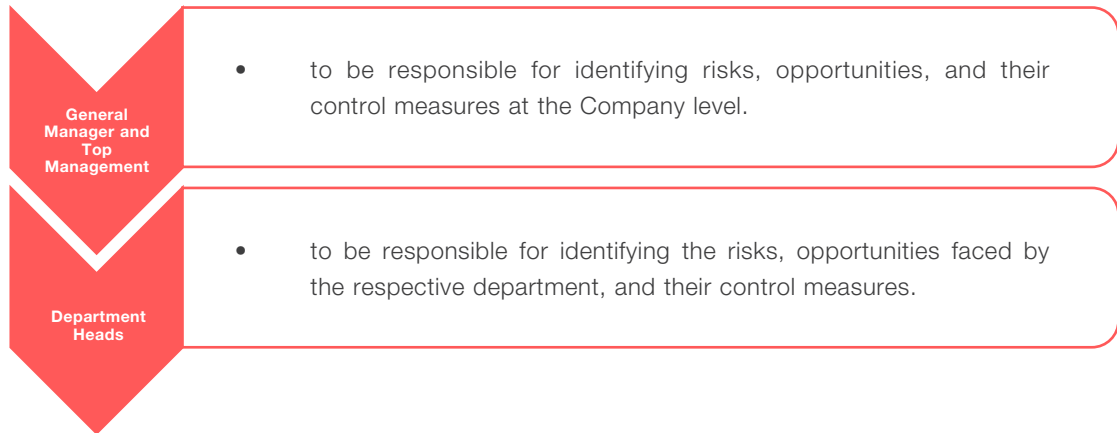 General
Manager and
Top
Management
• to be responsible for identifying risks, opportunities, and their
control measures at the Company level.
Department
Heads
• to be responsible for identifying the risks, opportunities faced by
the respective department, and their control measures.